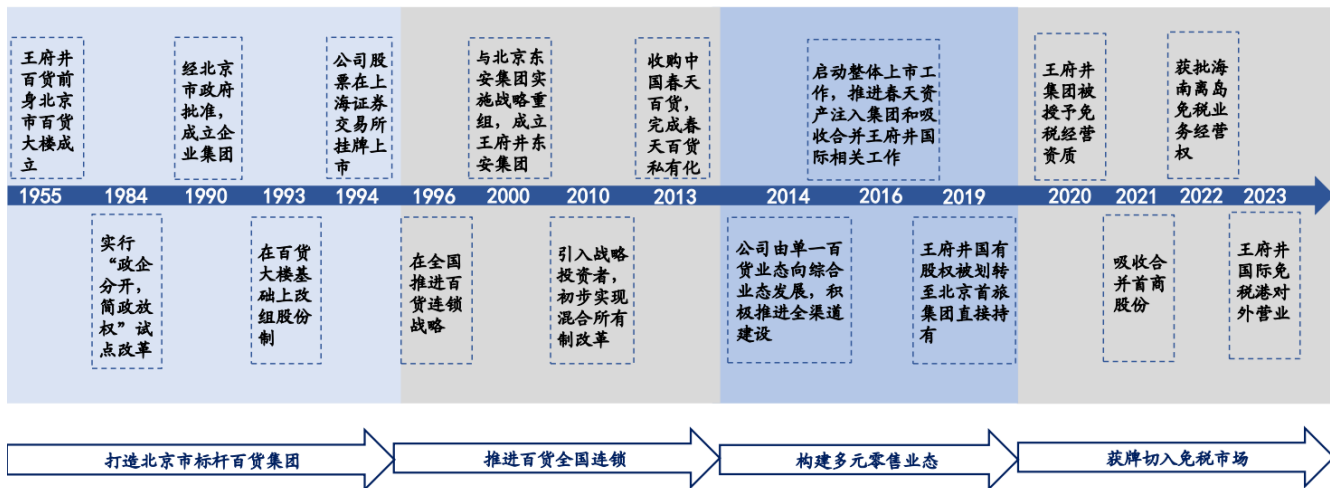 王府井
百货前
身北京
市百货
大楼成
立
经北京
市政府
批准，
成立企
业集团
公司股
票在上
海证券
交易所
挂牌上
市
与北京东
安集团实
施战略重
组，成立
王府井东
安集团
收购中
国春天
百货，
完成春
天百货
私有化
启动整体上市工
作，推进春天资
产注入集团和吸
收合并王府井国
际相关工作
王府井
集团被
授予免
税经营
资质
获批海
南离岛
免税业
务经营
权
1955 1984 1990 1993 1994 1996 2000 2010 2013 2014 2016 2019 2020 2021 2022 2023
实行
“政企
分开，
简政放
权”试
点改革
在百货
大楼基
础上改
组股份
制
在全国
推进百
货连锁
战略
引入战略
投资者，
初步实现
混合所有
制改革
公司由单一百
货业态向综合
业态发展，积
极推进全渠道
建设
王府井国有
股权被划转
至北京首旅
集团直接持
有
吸收合
并首商
股份
王府井
国际免
税港对
外营业
打造北京市标杆百货集团
推进百货全国连锁
构建多元零售业态
获牌切入免税市场